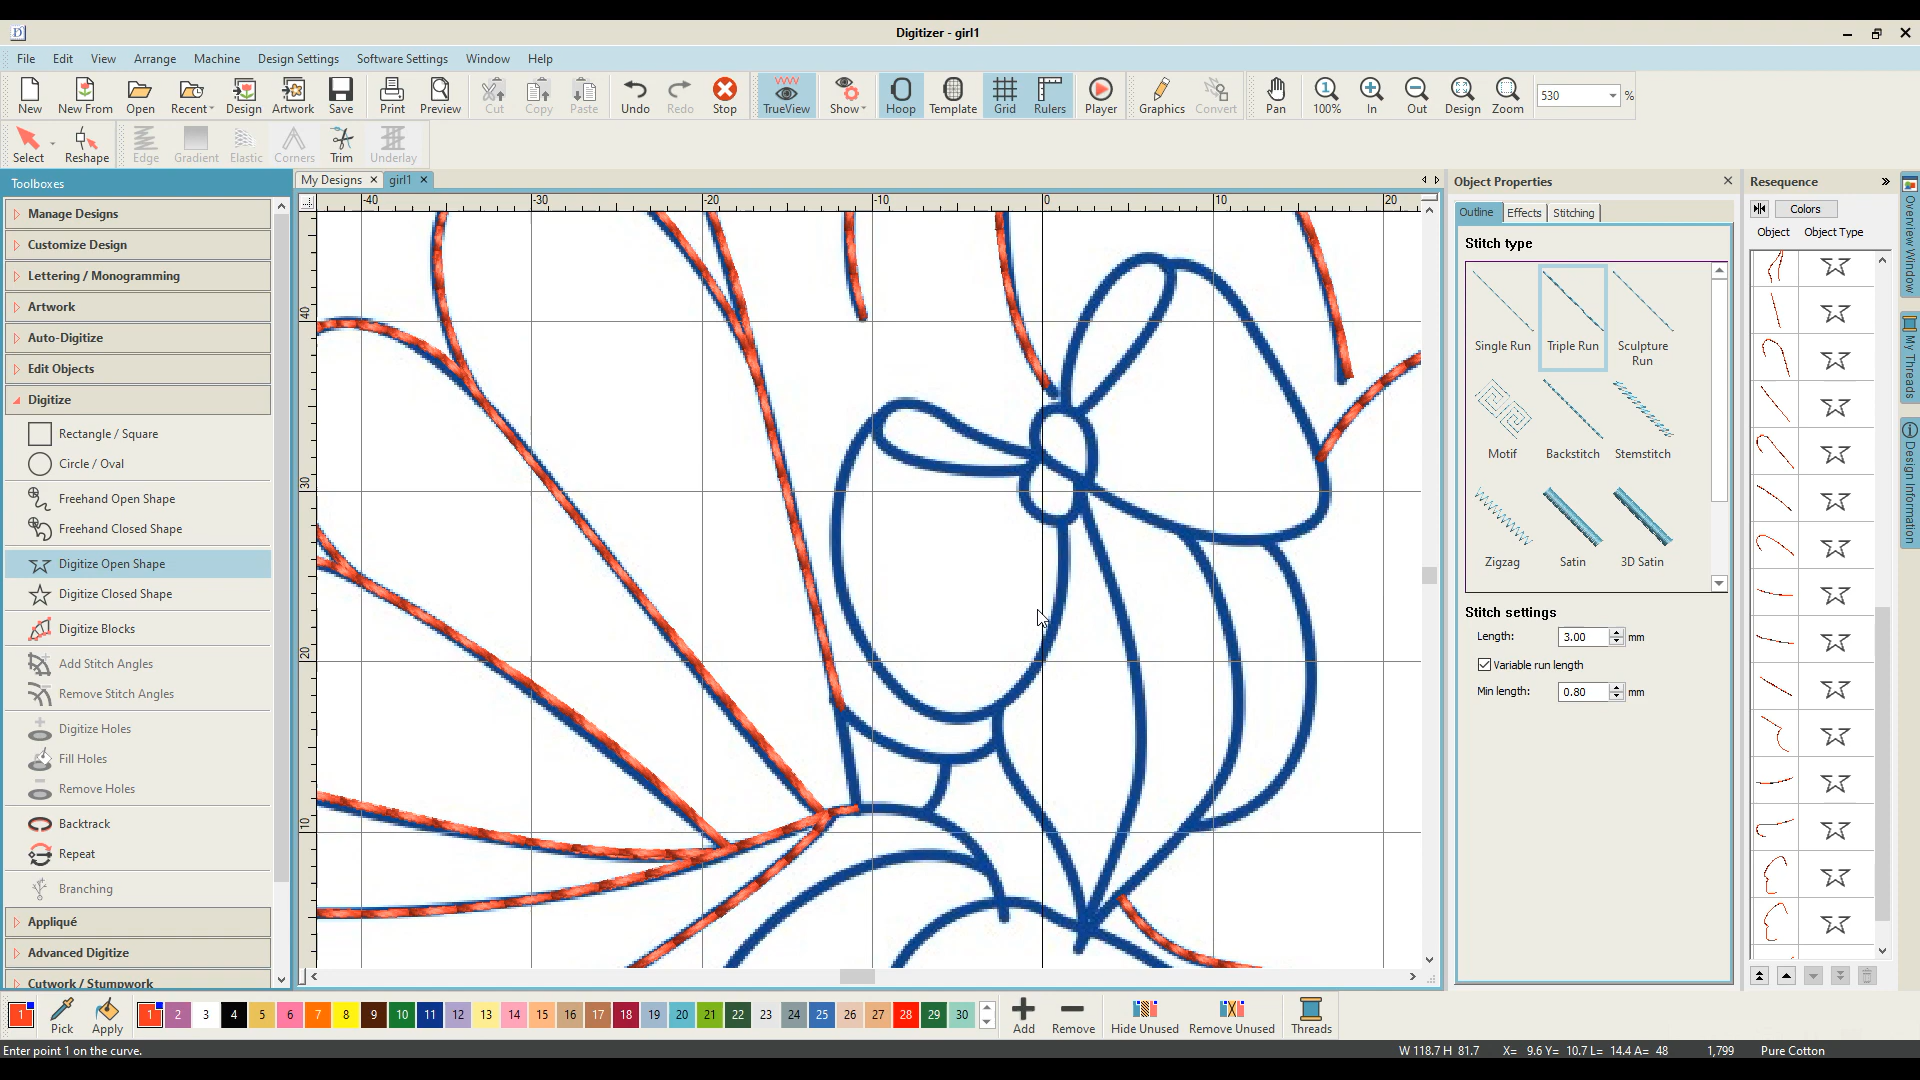 Digitizer - girl1
File Edit View Arrange Machine Design Settings Software Settings Window Help
New New From Open Recent Design Artwork Save Print Preview Cut Copy Paste Undo Redo Stop TrueView Show Hoop Template Grid Rulers Player Graphics Convert Pan 100% In Out Design Zoom 530 %
Select Reshape Edge Gradient Elastic Corners Trim Underlay
Toolboxes
Manage Designs
Customize Design
Lettering / Monogramming
Artwork
Auto-Digitize
Edit Objects
Digitize
Rectangle / Square
Circle / Oval
Freehand Open Shape
Freehand Closed Shape
Digitize Open Shape
Digitize Closed Shape
Digitize Blocks
Add Stitch Angles
Remove Stitch Angles
Digitize Holes
Fill Holes
Remove Holes
Backtrack
Repeat
Branching
Appliqué
Advanced Digitize
Cutwork / Stumpwork
My Designs girl1
-40 -30 -20 -10 0 10 20
40
30
20
10
Object Properties
Outline Effects Stitching
Stitch type
Single Run Triple Run Sculpture Run
Motif Backstitch Stemstitch
Zigzag Satin 3D Satin
Stitch settings
Length: 3.00 mm
Variable run length
Min length: 0.80 mm
Resequence
Colors
Object Object Type
Overview Window
My Threads
Design Information
1 Pick Apply 1 2 3 4 5 6 7 8 9 10 11 12 13 14 15 16 17 18 19 20 21 22 23 24 25 26 27 28 29 30 Add Remove Hide Unused Remove Unused Threads
Enter point 1 on the curve. W 118.7 H 81.7 X= 9.6 Y= 10.7 L= 14.4 A= 48 1,799 Pure Cotton